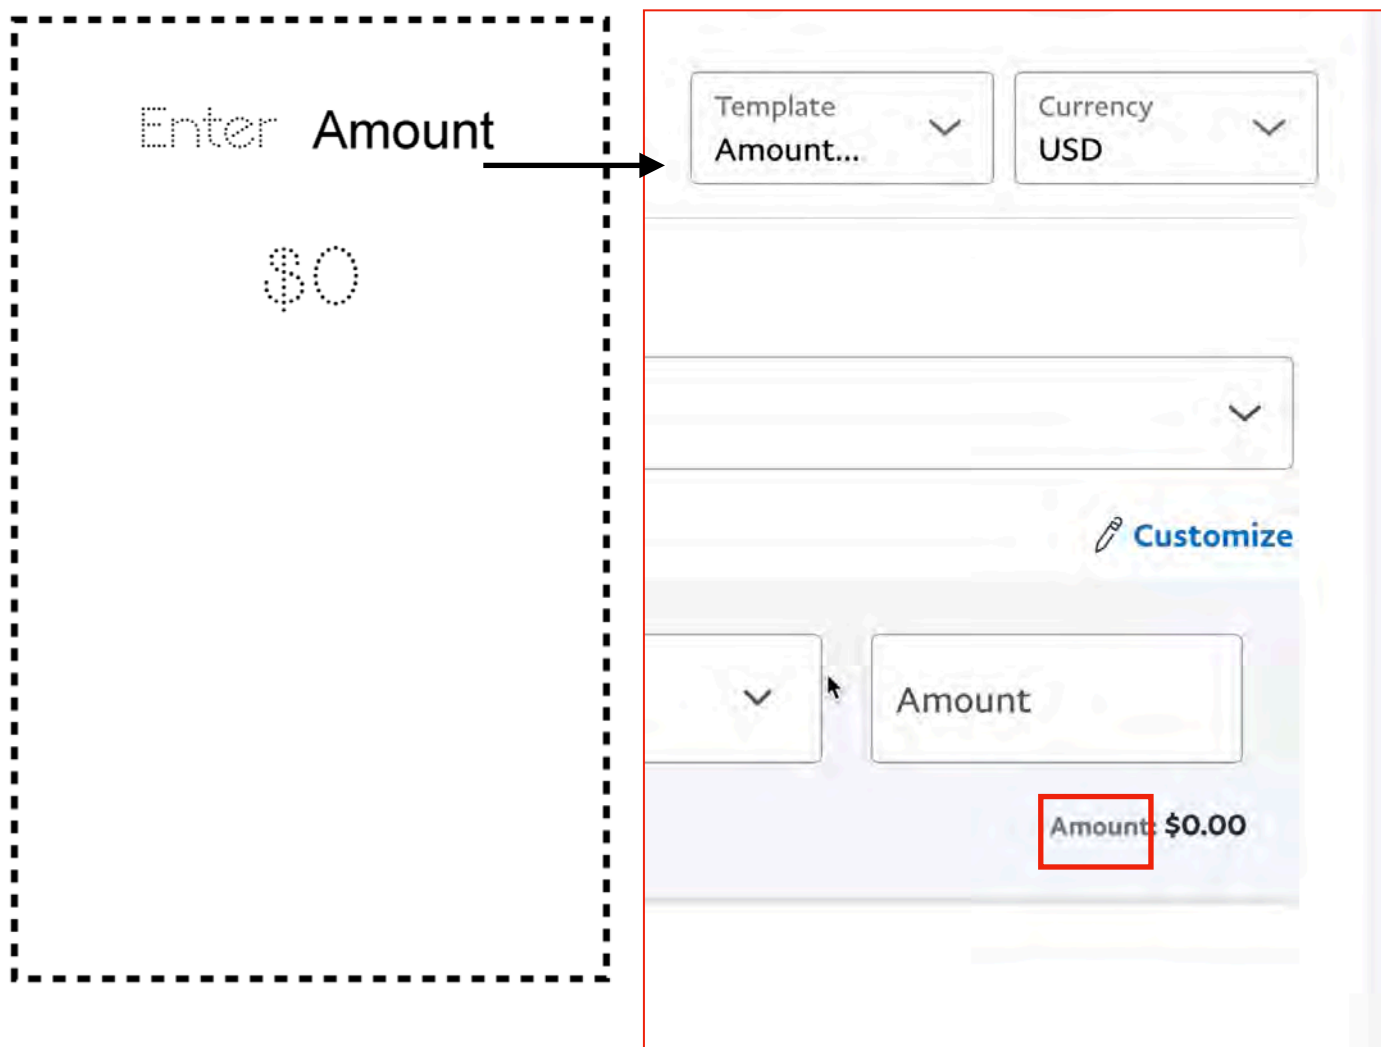 Enter Amount
$0
Template
Amount...
Currency
USD
Customize
Amount
Amount: $0.00